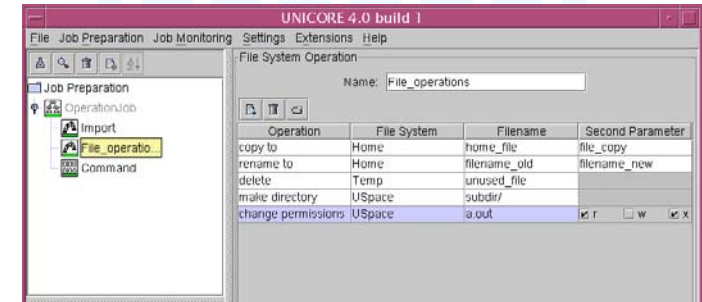 UNICORE 4.0 build 1
File Job Preparation Job Monitoring Settings Extensions Help
File System Operation
Name: File_operations
Job Preparation
OperationJob
Import
File_operatio...
Command
Operation File System Filename Second Parameter
copy to Home home_file file_copy
rename to Home filename_old filename_new
delete Temp unused_file
make directory USpace subdir/
change permissions USpace a.out r w x